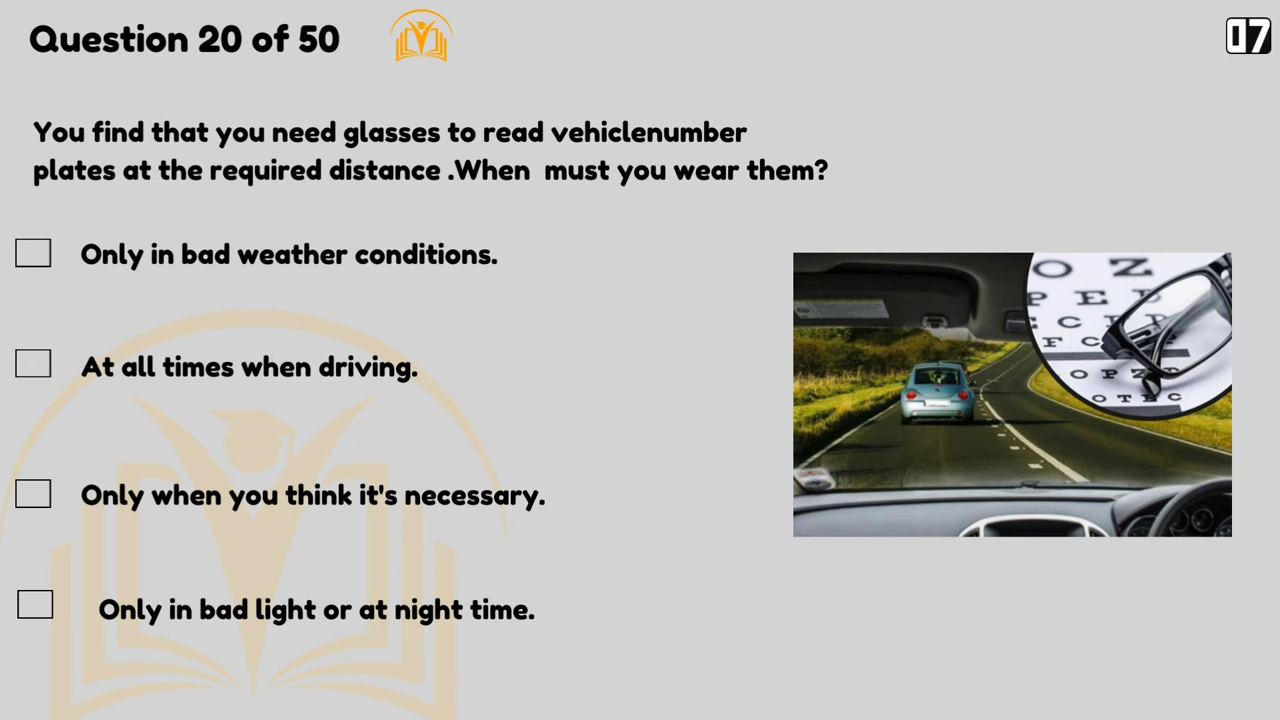 Question 20 of 50
07
You find that you need glasses to read vehiclenumber
plates at the required distance .When  must you wear them?
Only in bad weather conditions.
At all times when driving.
Only when you think it's necessary.
Only in bad light or at night time.
O Z
P E D
E C
F C
O P Z
O T E C